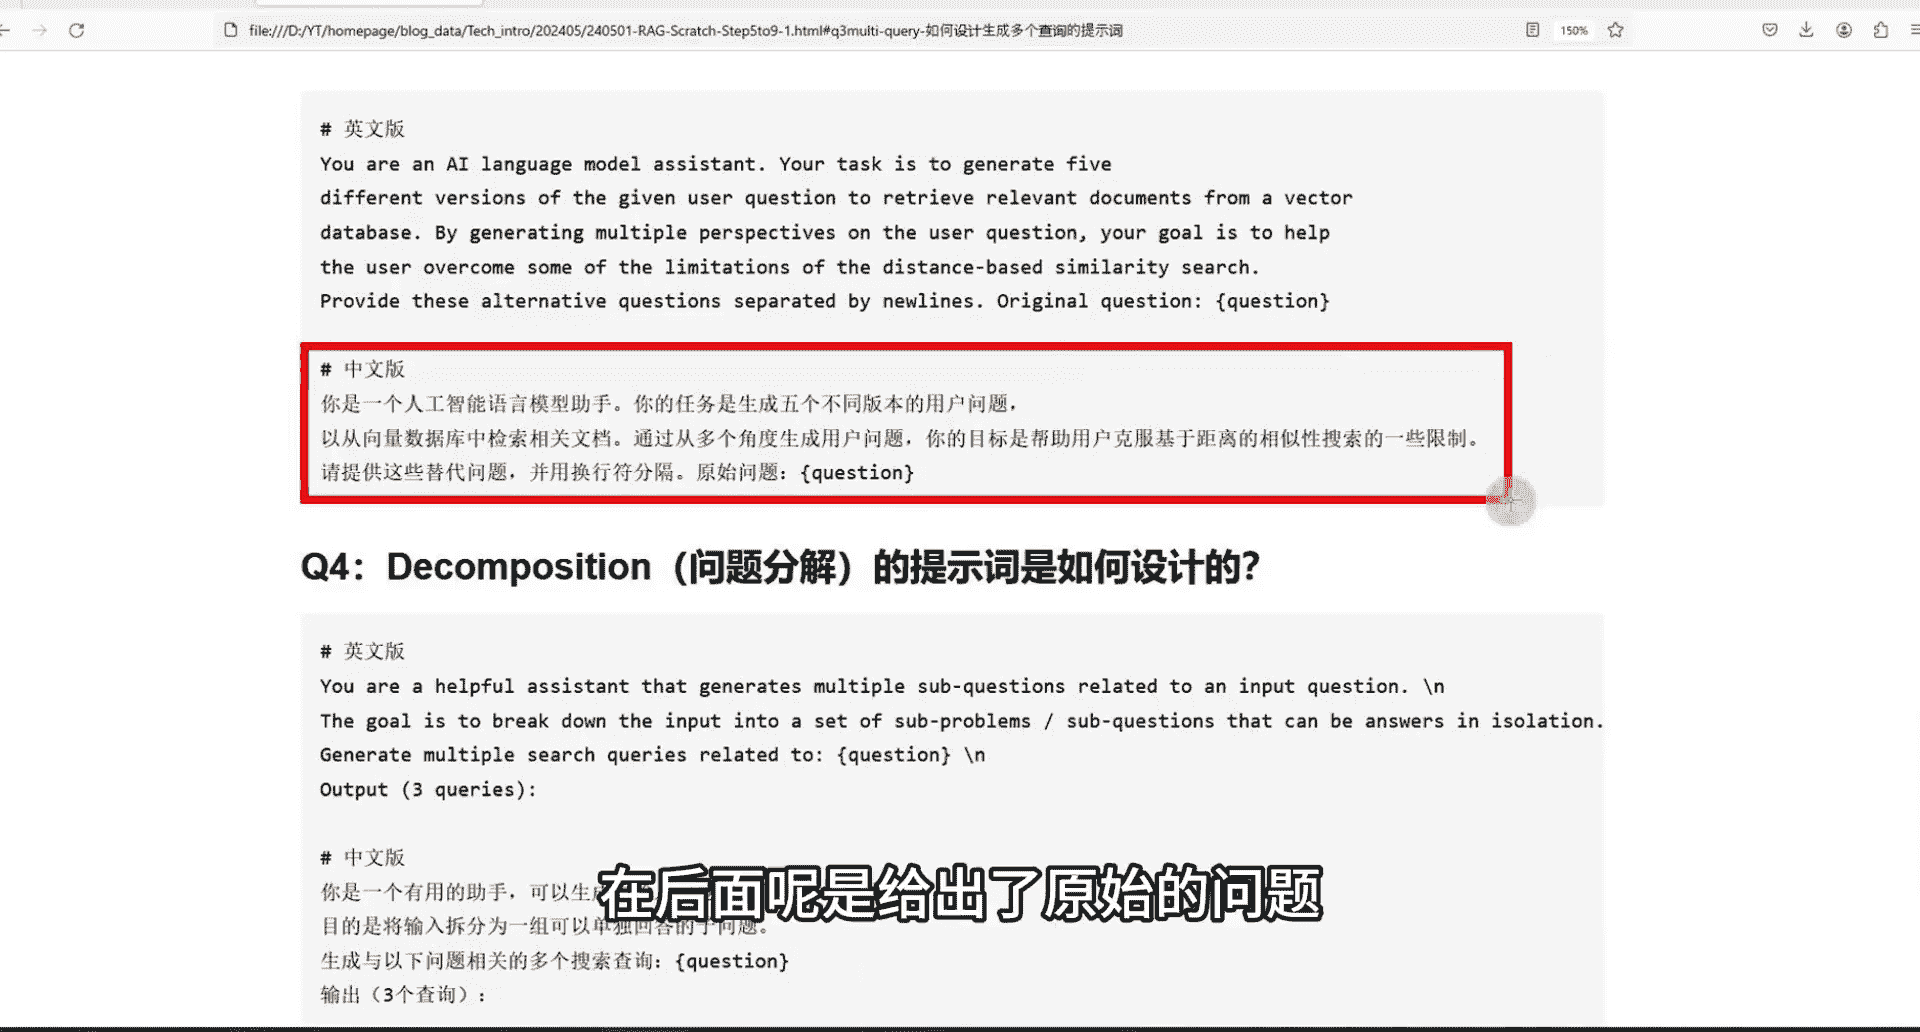 file:///D:/YT/homepage/blog_data/Tech_intro/202405/240501-RAG-Scratch-Step5to9-1.html#q3multi-query-如何设计生成多个查询的提示词
150%
# 英文版
You are an AI language model assistant. Your task is to generate five
different versions of the given user question to retrieve relevant documents from a vector
database. By generating multiple perspectives on the user question, your goal is to help
the user overcome some of the limitations of the distance-based similarity search.
Provide these alternative questions separated by newlines. Original question: {question}
# 中文版
你是一个人工智能语言模型助手。你的任务是生成五个不同版本的用户问题，
以从向量数据库中检索相关文档。通过从多个角度生成用户问题，你的目标是帮助用户克服基于距离的相似性搜索的一些限制。
请提供这些替代问题，并用换行符分隔。原始问题：{question}
Q4：Decomposition（问题分解）的提示词是如何设计的？
# 英文版
You are a helpful assistant that generates multiple sub-questions related to an input question. \n
The goal is to break down the input into a set of sub-problems / sub-questions that can be answers in isolation.
Generate multiple search queries related to: {question} \n
Output (3 queries):
# 中文版
你是一个有用的助手，可以生
在后面呢是给出了原始的问题
目的是将输入拆分为一组可以单独回答的子问题。
生成与以下问题相关的多个搜索查询：{question}
输出（3个查询）：